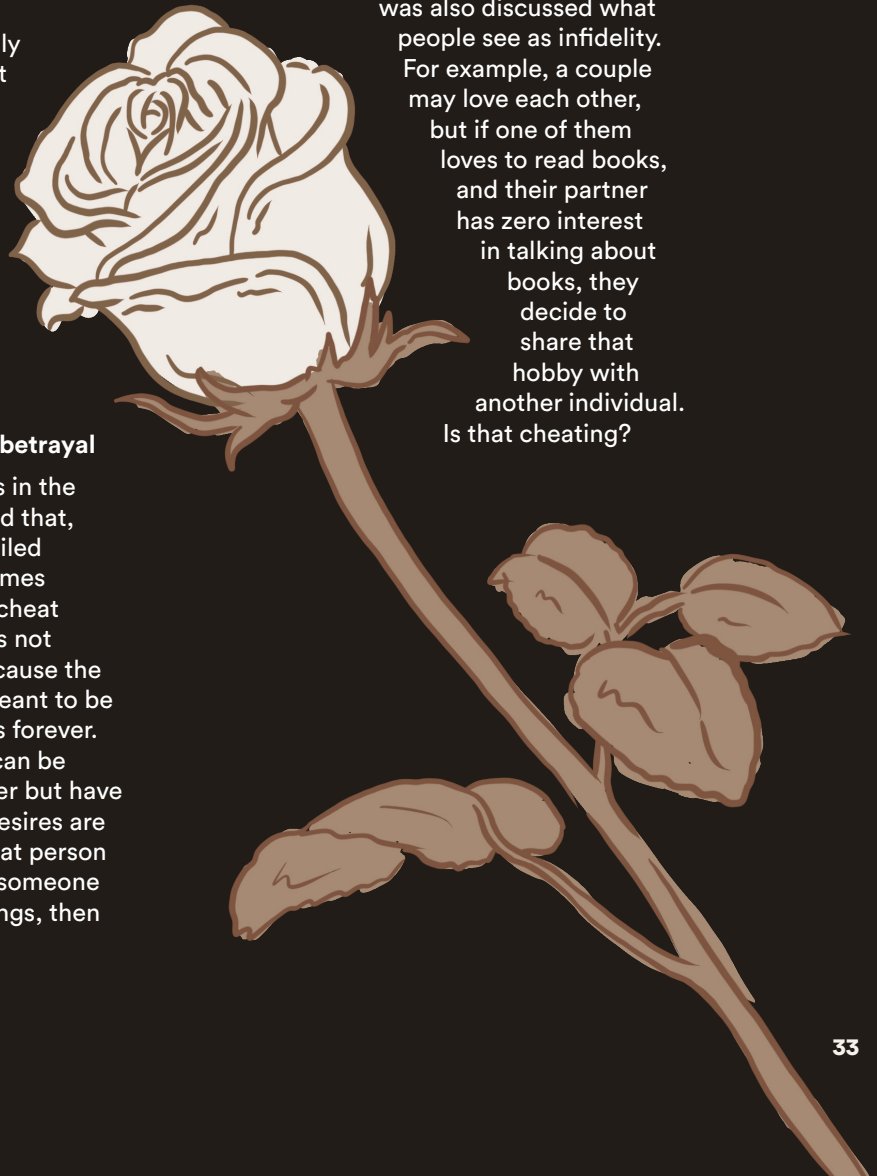 ly
t
betrayal
s in the
d that,
iled
mes
cheat
s not
cause the
eant to be
s forever.
can be
er but have
esires are
at person
someone
ngs, then
was also discussed what
people see as infidelity.
For example, a couple
may love each other,
but if one of them
loves to read books,
and their partner
has zero interest
in talking about
books, they
decide to
share that
hobby with
another individual.
Is that cheating?
33